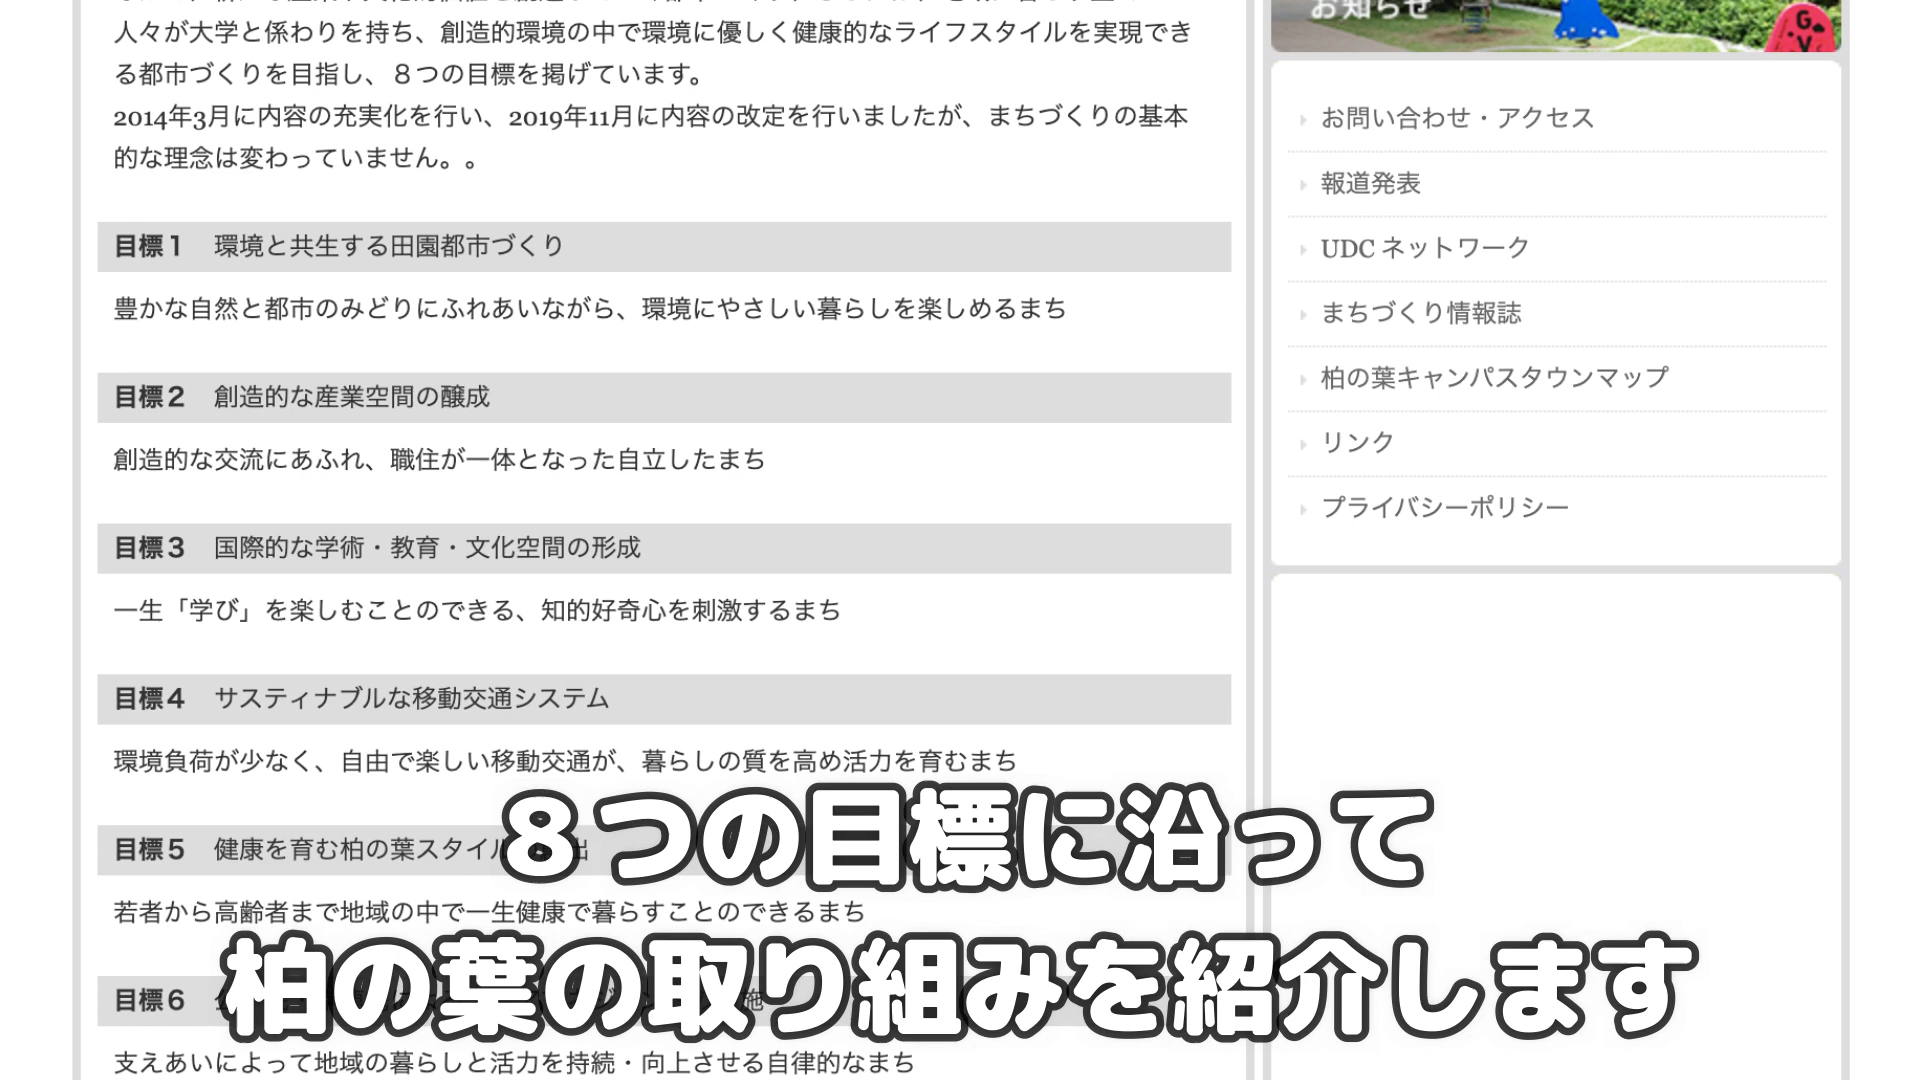 人々が大学と係わりを持ち、創造的環境の中で環境に優しく健康的なライフスタイルを実現でき
る都市づくりを目指し、８つの目標を掲げています。
2014年3月に内容の充実化を行い、2019年11月に内容の改定を行いましたが、まちづくりの基本
的な理念は変わっていません。。
目標１　環境と共生する田園都市づくり
豊かな自然と都市のみどりにふれあいながら、環境にやさしい暮らしを楽しめるまち
目標２　創造的な産業空間の醸成
創造的な交流にあふれ、職住が一体となった自立したまち
目標３　国際的な学術・教育・文化空間の形成
一生「学び」を楽しむことのできる、知的好奇心を刺激するまち
目標４　サスティナブルな移動交通システム
環境負荷が少なく、自由で楽しい移動交通が、暮らしの質を高め活力を育むまち
目標５　健康を育む柏の葉スタイル
若者から高齢者まで地域の中で一生健康で暮らすことのできるまち
目標６
支えあいによって地域の暮らしと活力を持続・向上させる自律的なまち
お知らせ
お問い合わせ・アクセス
報道発表
UDC ネットワーク
まちづくり情報誌
柏の葉キャンパスタウンマップ
リンク
プライバシーポリシー
８つの目標に沿って
柏の葉の取り組みを紹介します